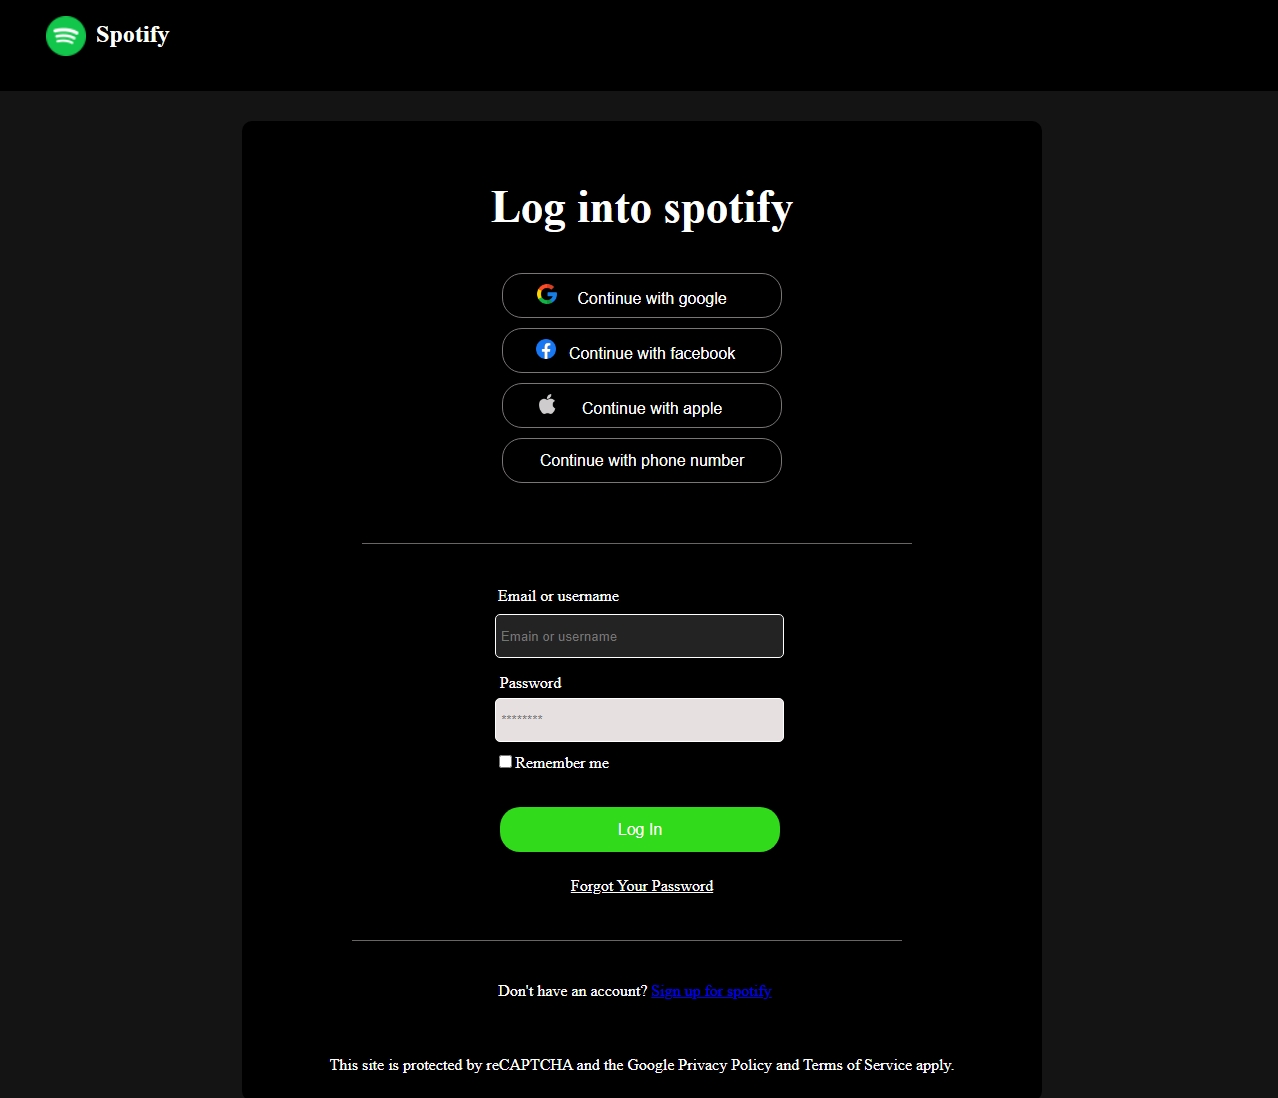 Spotify
Log into spotify
Continue with google
Continue with facebook
Continue with apple
Continue with phone number
Email or username
Emain or username
Password
********
Remember me
Log In
Forgot Your Password
Don't have an account? Sign up for spotify
This site is protected by reCAPTCHA and the Google Privacy Policy and Terms of Service apply.